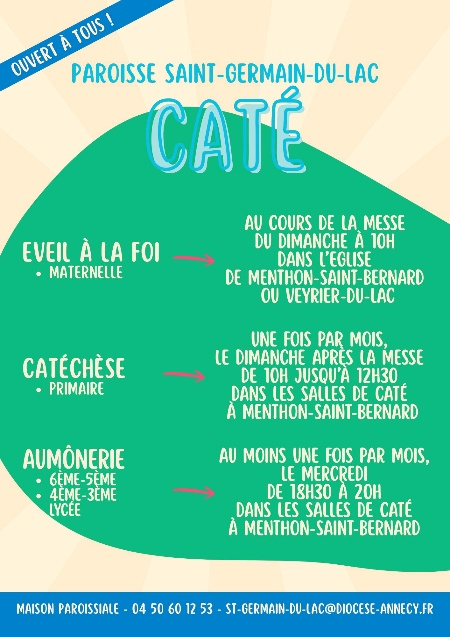 OUVERT À TOUS !
PAROISSE SAINT-GERMAIN-DU-LAC
CATÉ
EVEIL À LA FOI
• MATERNELLE
AU COURS DE LA MESSE
DU DIMANCHE À 10H
DANS L'EGLISE
DE MENTHON-SAINT-BERNARD
OU VEYRIER-DU-LAC
CATÉCHÈSE
• PRIMAIRE
UNE FOIS PAR MOIS,
LE DIMANCHE APRÈS LA MESSE
DE 10H JUSQU'À 12H30
DANS LES SALLES DE CATÉ
À MENTHON-SAINT-BERNARD
AUMÔNERIE
• 6ÈME-5ÈME
• 4ÈME-3ÈME
LYCÉE
AU MOINS UNE FOIS PAR MOIS,
LE MERCREDI
DE 18H30 À 20H
DANS LES SALLES DE CATÉ
À MENTHON-SAINT-BERNARD
MAISON PAROISSIALE - 04 50 60 12 53 - ST-GERMAIN-DU-LAC@DIOCESE-ANNECY.FR